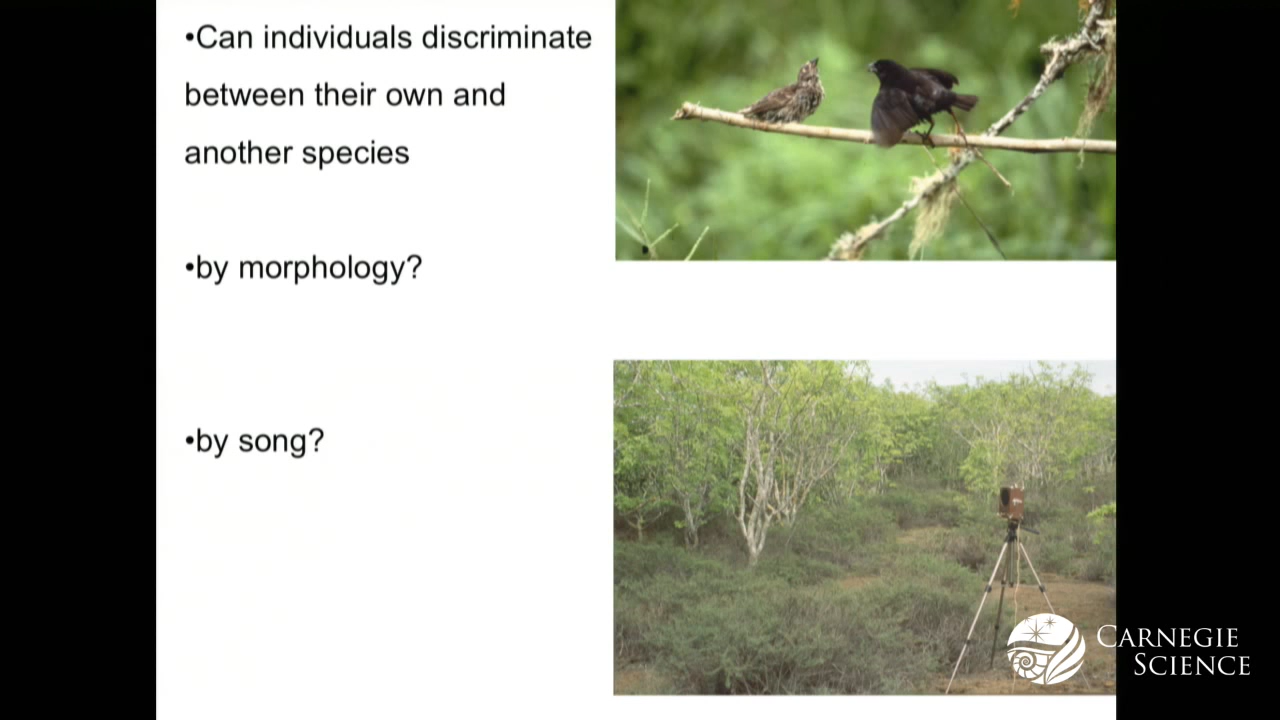 •Can individuals discriminate
between their own and
another species
•by morphology?
•by song?
CARNEGIE
SCIENCE